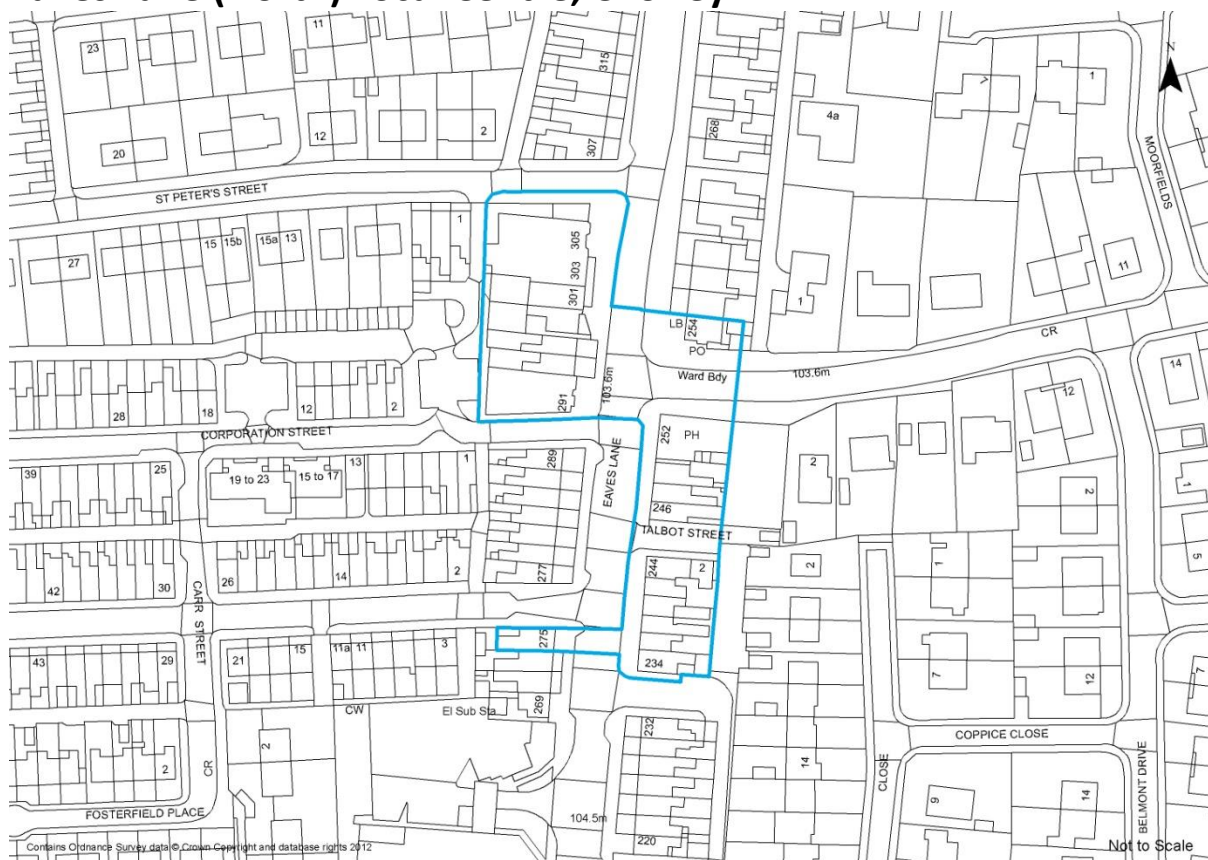 23
11
315
N
1
4a
7
268
12
2
307
20
MOORFIELDS
ST PETER'S STREET
1
305
15
15b
15a
13
303
27
301
1
11
LB
254
PO
CR
Ward Bdy
103.6m
103.6m
14
291
12
28
18
12
2
252
PH
CORPORATION STREET
39
25
13
1
289
EAVES LANE
2
19 to 23
15 to 17
2
1
246
TALBOT STREET
244
2
2
1
5
42
30
26
14
2
277
CARR STREET
275
43
29
21
15
11a
11
3
234
7
12
7
CW
El Sub Sta
269
232
2
2
CR
COPPICE CLOSE
CLOSE
14
9
14
BELMONT DRIVE
FOSTERFIELD PLACE
104.5m
220
Contains Ordnance Survey data © Crown Copyright and database rights 2012
Not to Scale